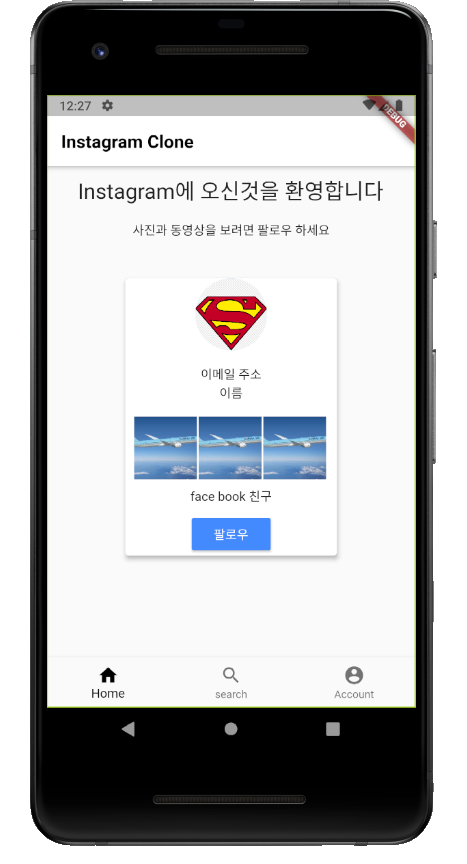 12:27
DEBUG
Instagram Clone
Instagram에 오신것을 환영합니다
사진과 동영상을 보려면 팔로우 하세요
이메일 주소
이름
face book 친구
팔로우
Home
search
Account